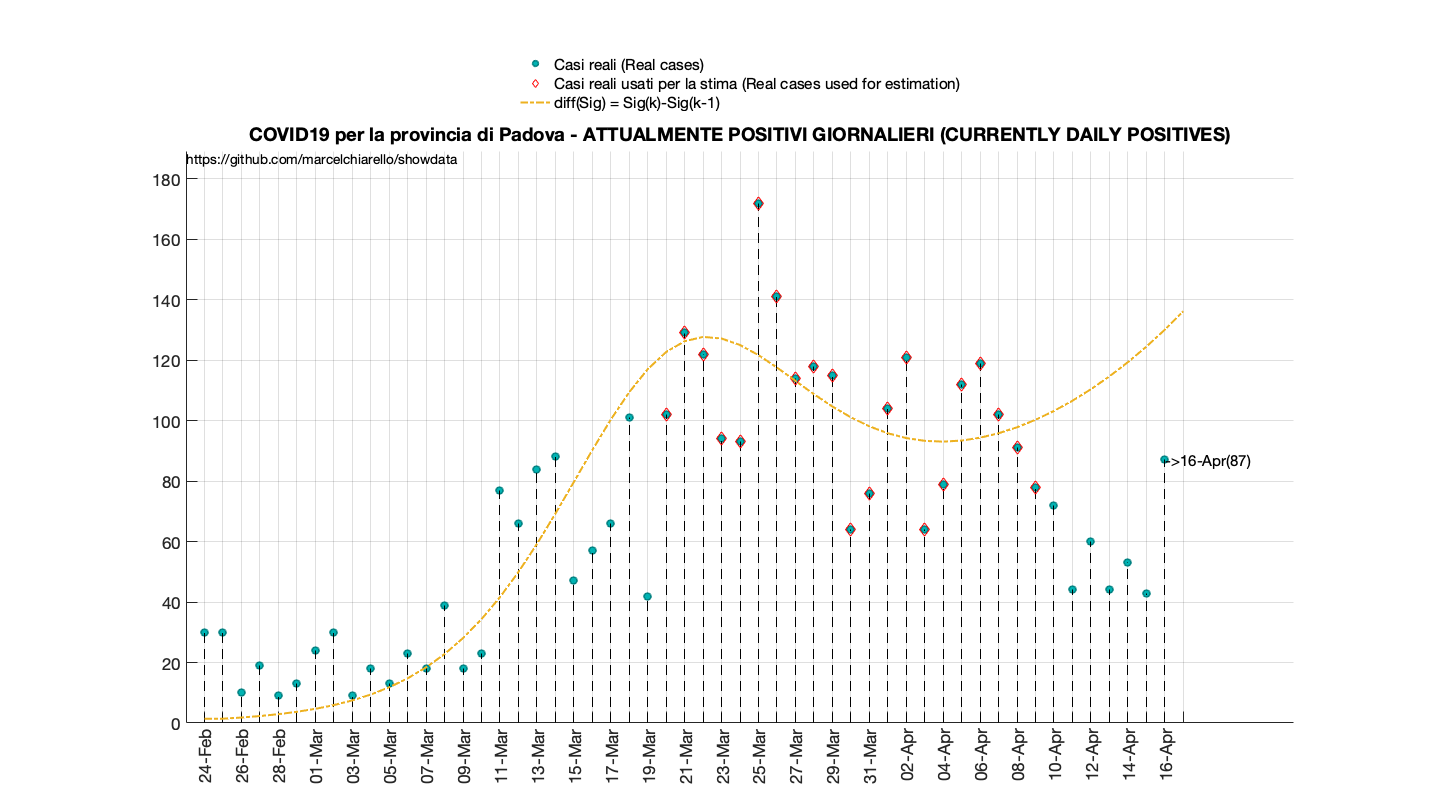 Casi reali (Real cases)
Casi reali usati per la stima (Real cases used for estimation)
diff(Sig) = Sig(k)-Sig(k-1)
COVID19 per la provincia di Padova - ATTUALMENTE POSITIVI GIORNALIERI (CURRENTLY DAILY POSITIVES)
https://github.com/marcelchiarello/showdata
180
160
140
120
100
80
60
40
20
0
->16-Apr(87)
24-Feb
26-Feb
28-Feb
01-Mar
03-Mar
05-Mar
07-Mar
09-Mar
11-Mar
13-Mar
15-Mar
17-Mar
19-Mar
21-Mar
23-Mar
25-Mar
27-Mar
29-Mar
31-Mar
02-Apr
04-Apr
06-Apr
08-Apr
10-Apr
12-Apr
14-Apr
16-Apr